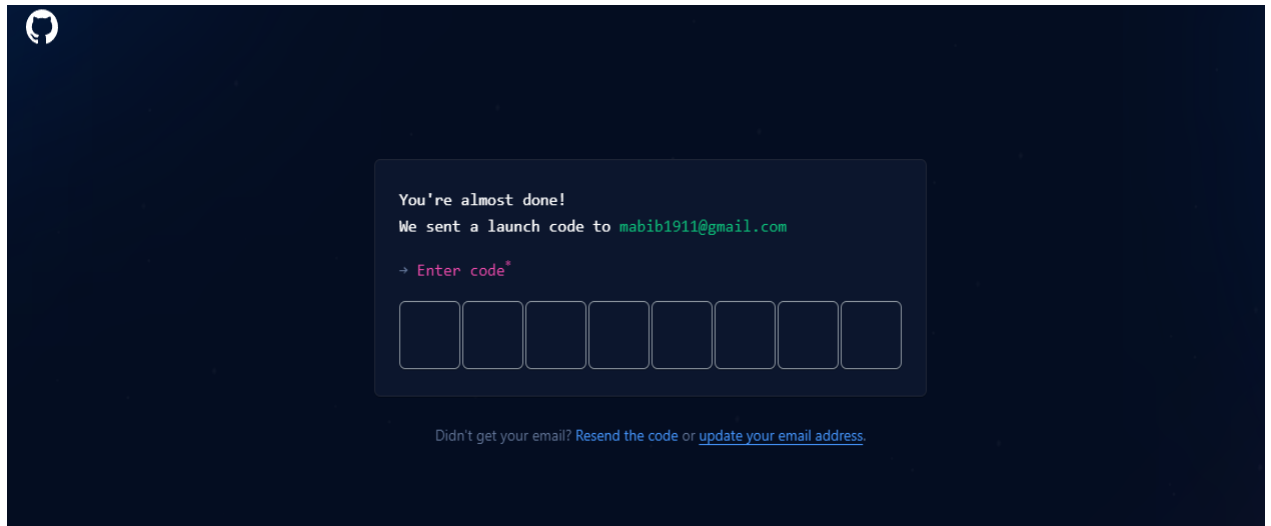 You're almost done!
We sent a launch code to mabib1911@gmail.com
→ Enter code*
Didn't get your email? Resend the code or update your email address.